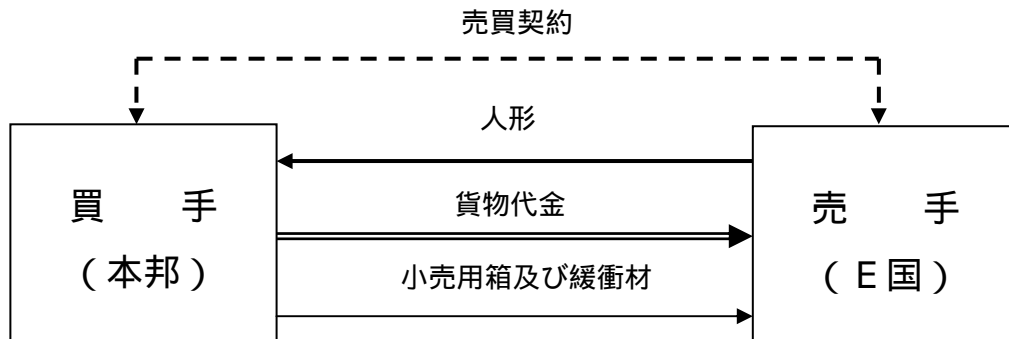 売買契約
人形
買　手
（本邦）
貨物代金
売　手
（Ｅ国）
小売用箱及び緩衝材